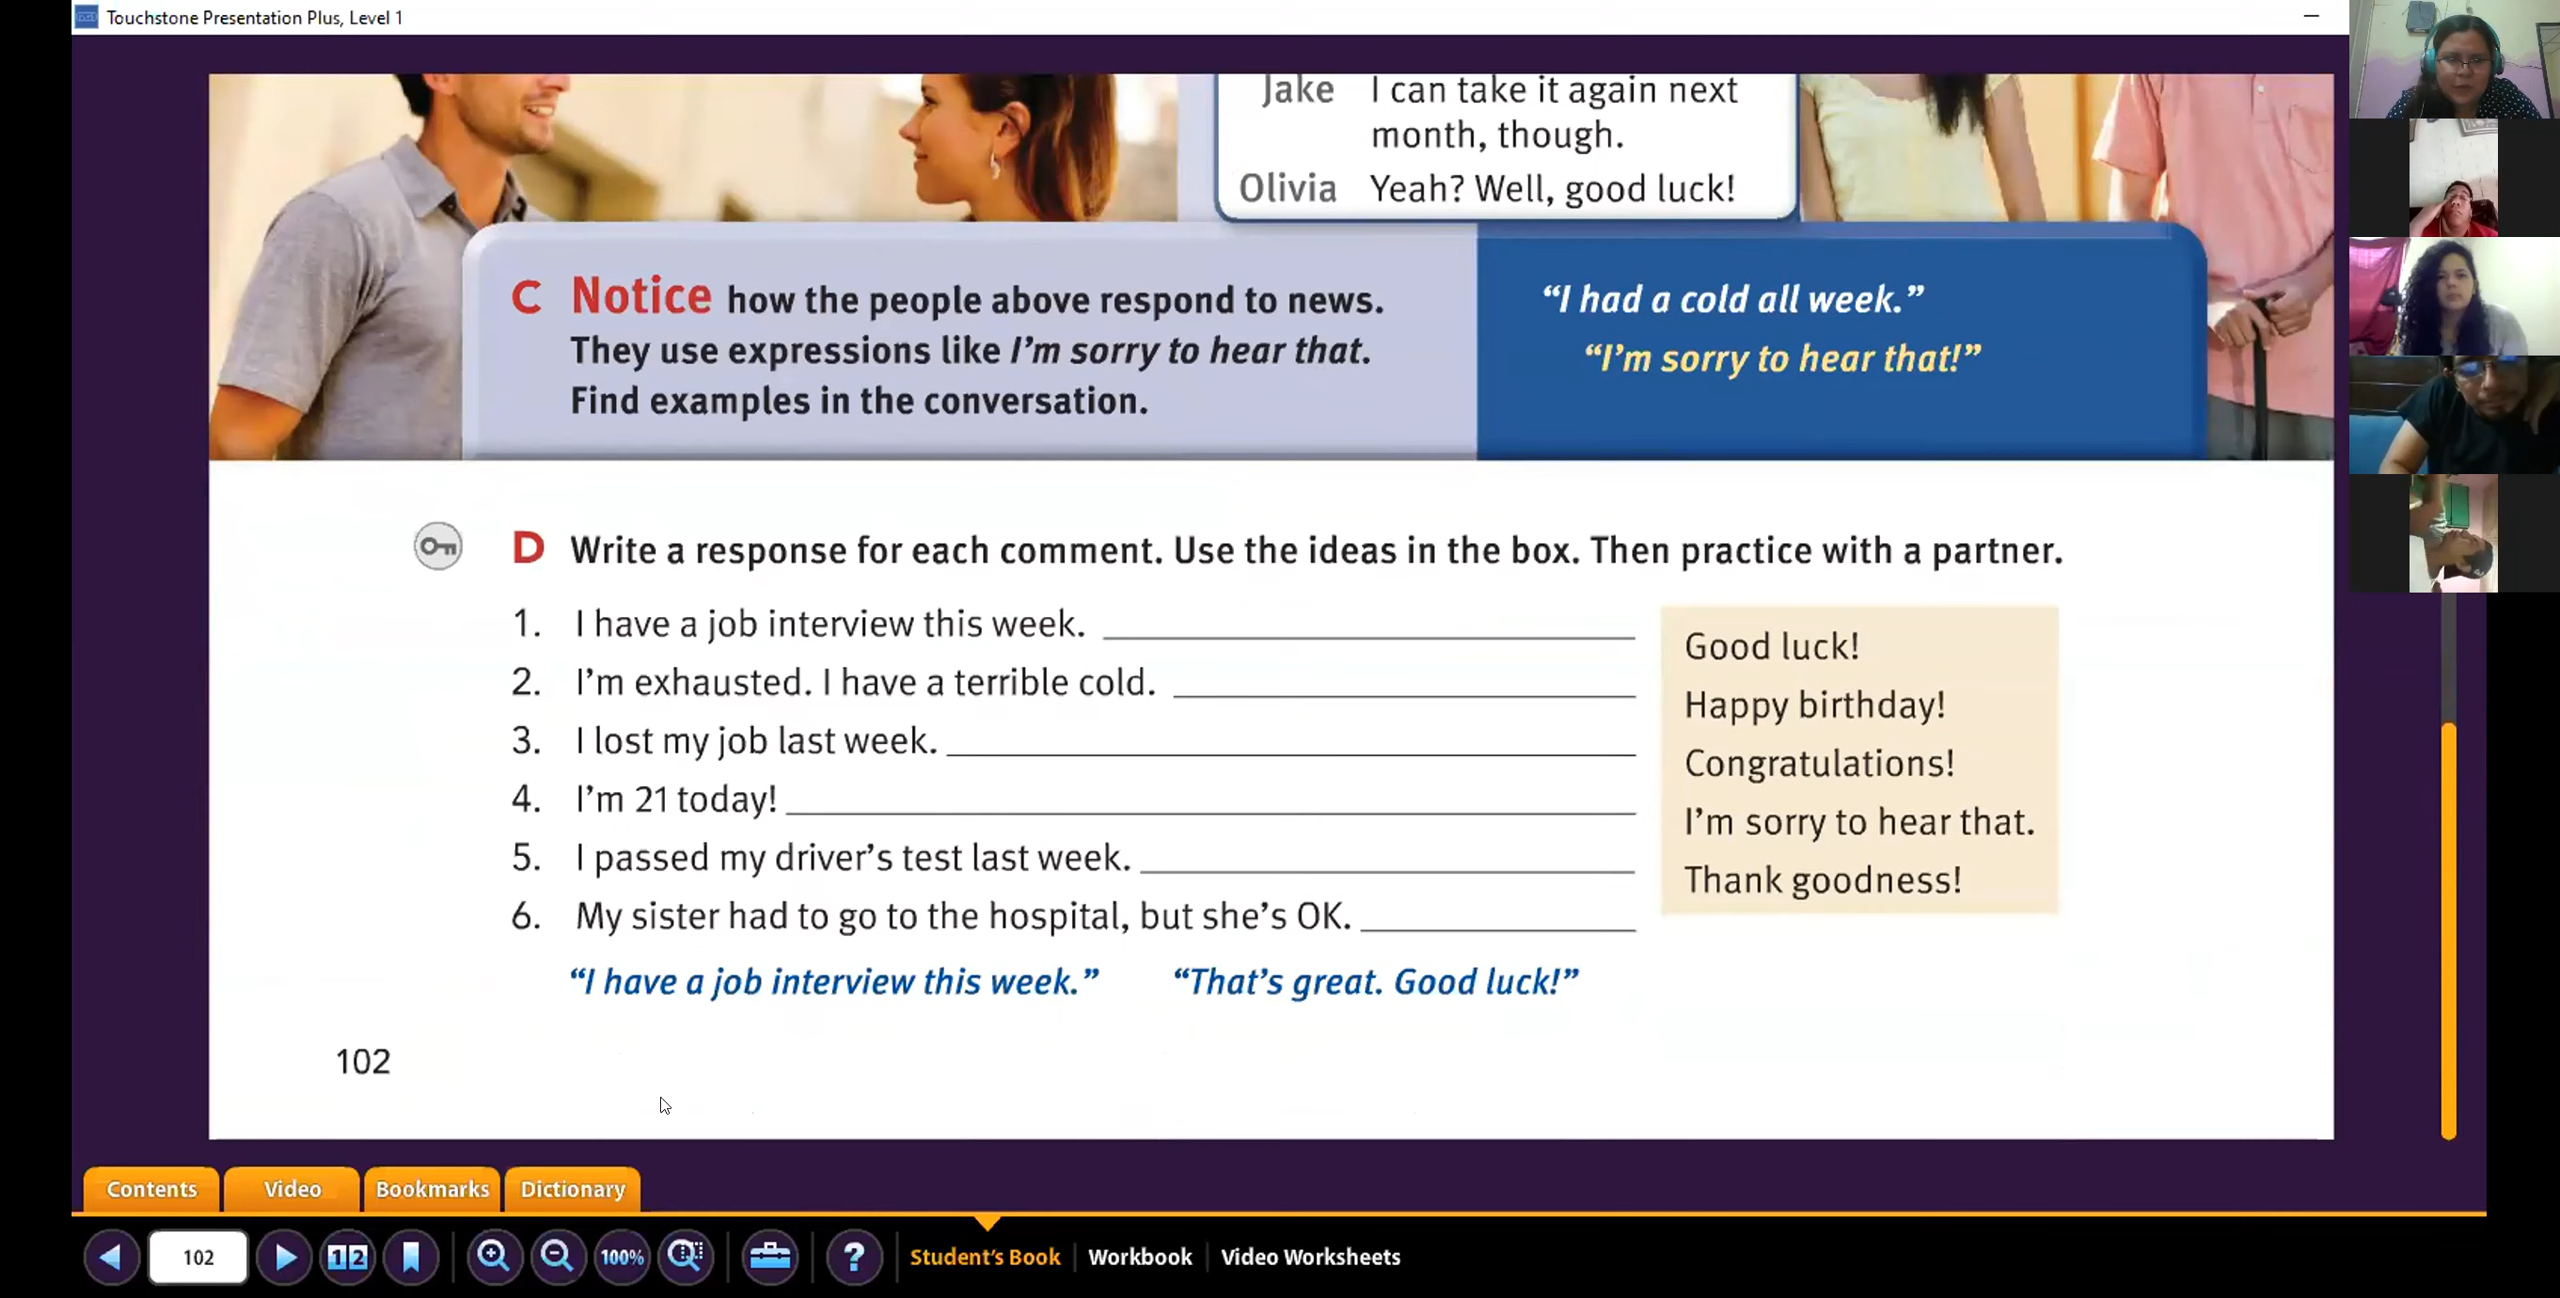 Touchstone Presentation Plus, Level 1
Jake I can take it again next
month, though.
Olivia Yeah? Well, good luck!
C Notice how the people above respond to news.
They use expressions like I'm sorry to hear that.
Find examples in the conversation.
“I had a cold all week.”
“I'm sorry to hear that!”
D Write a response for each comment. Use the ideas in the box. Then practice with a partner.
1. I have a job interview this week.
2. I'm exhausted. I have a terrible cold.
3. I lost my job last week.
4. I'm 21 today!
5. I passed my driver's test last week.
6. My sister had to go to the hospital, but she's OK.
Good luck!
Happy birthday!
Congratulations!
I'm sorry to hear that.
Thank goodness!
“I have a job interview this week.” “That's great. Good luck!”
102
Contents Video Bookmarks Dictionary
102 12 100% ? Student's Book Workbook Video Worksheets